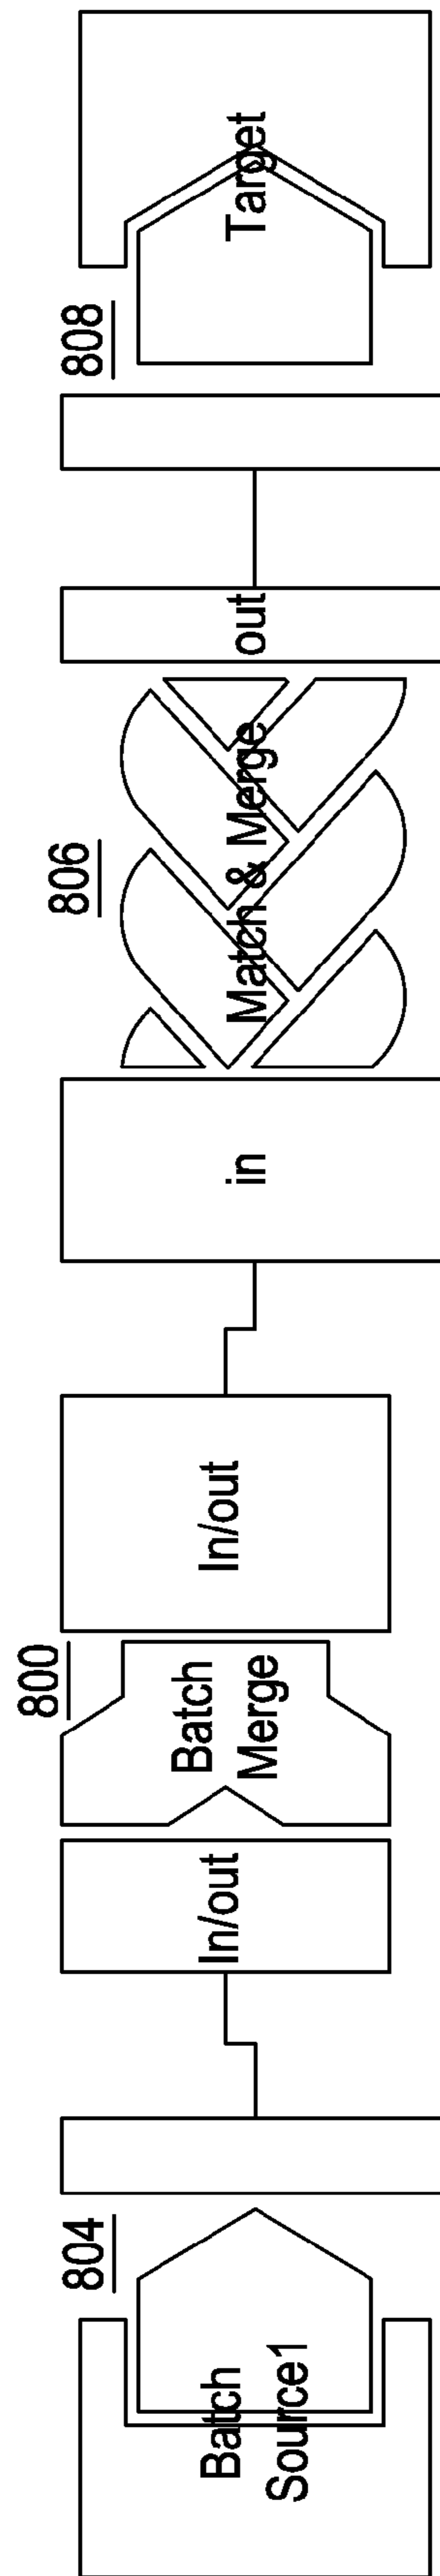 804
Batch
Source1
In/out
800
Batch
Merge
In/out
in
806
Match & Merge
out
808
Target